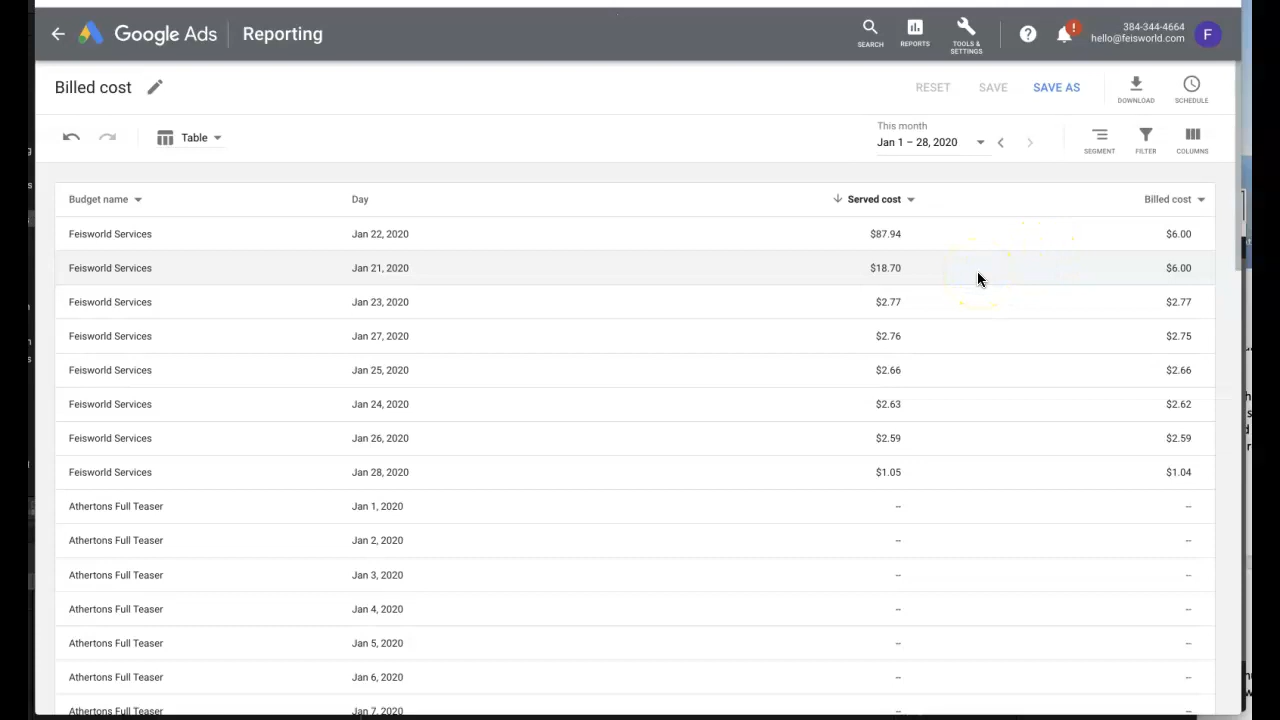 Google Ads Reporting
SEARCH
REPORTS
TOOLS & SETTINGS
384-344-4664
hello@feisworld.com
F
Billed cost
RESET SAVE SAVE AS DOWNLOAD SCHEDULE
Table
This month
Jan 1 – 28, 2020
SEGMENT FILTER COLUMNS
Budget name Day Served cost Billed cost
Feisworld Services Jan 22, 2020 $87.94 $6.00
Feisworld Services Jan 21, 2020 $18.70 $6.00
Feisworld Services Jan 23, 2020 $2.77 $2.77
Feisworld Services Jan 27, 2020 $2.76 $2.75
Feisworld Services Jan 25, 2020 $2.66 $2.66
Feisworld Services Jan 24, 2020 $2.63 $2.62
Feisworld Services Jan 26, 2020 $2.59 $2.59
Feisworld Services Jan 28, 2020 $1.05 $1.04
Athertons Full Teaser Jan 1, 2020 – –
Athertons Full Teaser Jan 2, 2020 – –
Athertons Full Teaser Jan 3, 2020 – –
Athertons Full Teaser Jan 4, 2020 – –
Athertons Full Teaser Jan 5, 2020 – –
Athertons Full Teaser Jan 6, 2020 – –
Athertons Full Teaser Jan 7, 2020 – –